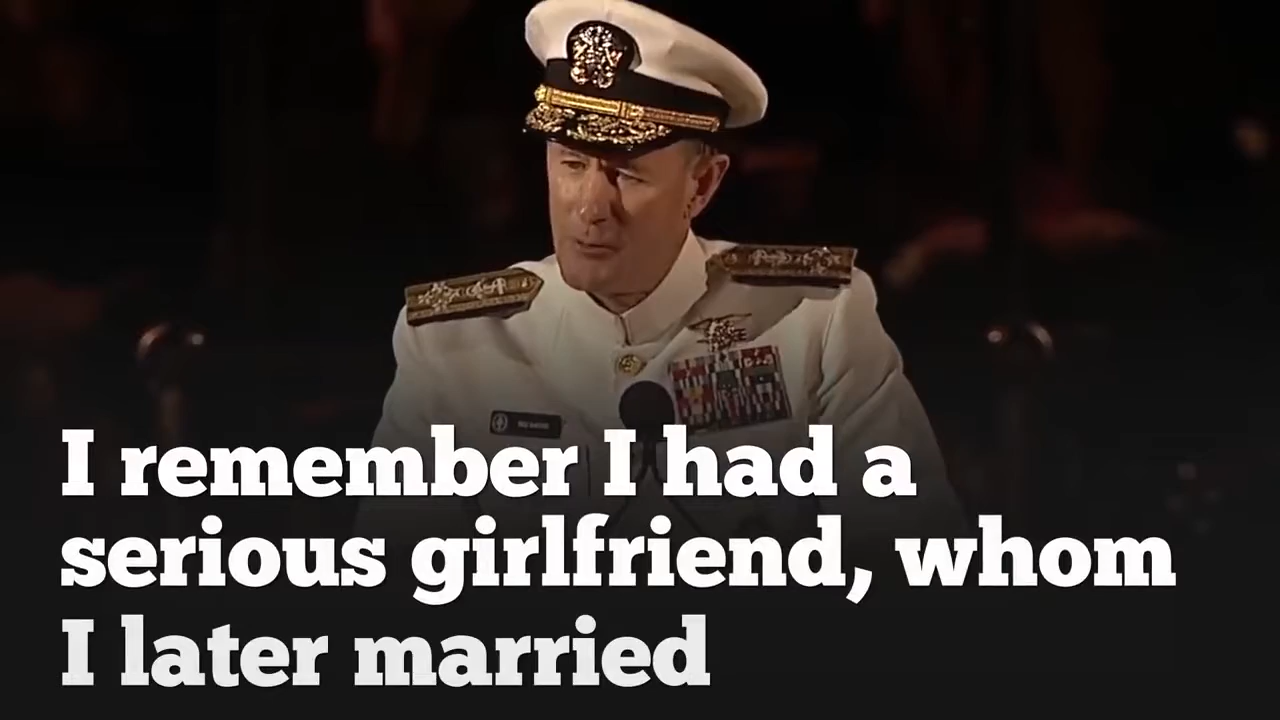 I remember I had a
serious girlfriend, whom
I later married